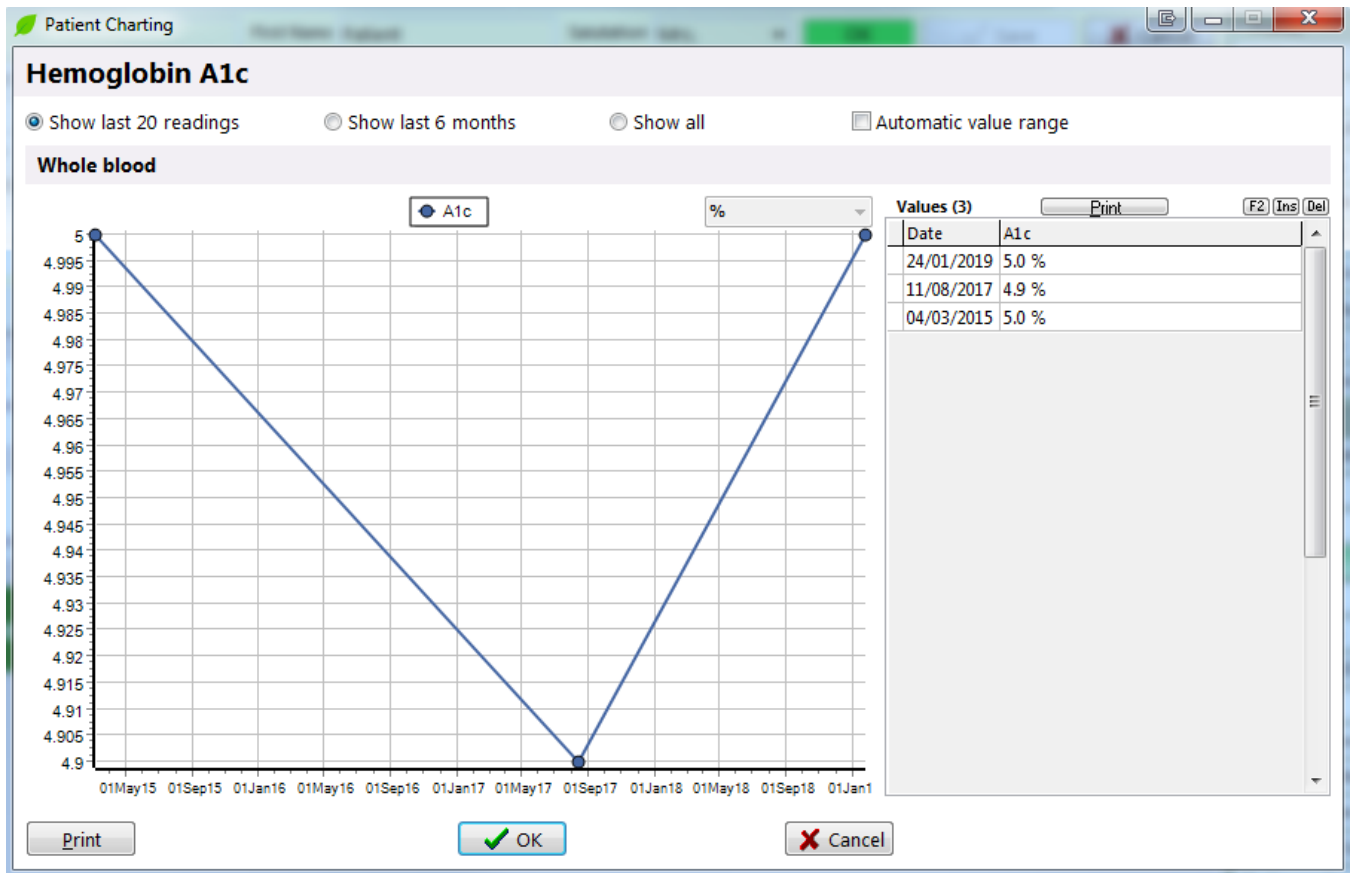 Patient Charting
Hemoglobin A1c
Show last 20 readings Show last 6 months Show all Automatic value range
Whole blood
A1c
%
5
4.995
4.99
4.985
4.98
4.975
4.97
4.965
4.96
4.955
4.95
4.945
4.94
4.935
4.93
4.925
4.92
4.915
4.91
4.905
4.9
01May15 01Sep15 01Jan16 01May16 01Sep16 01Jan17 01May17 01Sep17 01Jan18 01May18 01Sep18 01Jan1
Values (3) Print F2 Ins Del
Date A1c
24/01/2019 5.0 %
11/08/2017 4.9 %
04/03/2015 5.0 %
Print OK Cancel